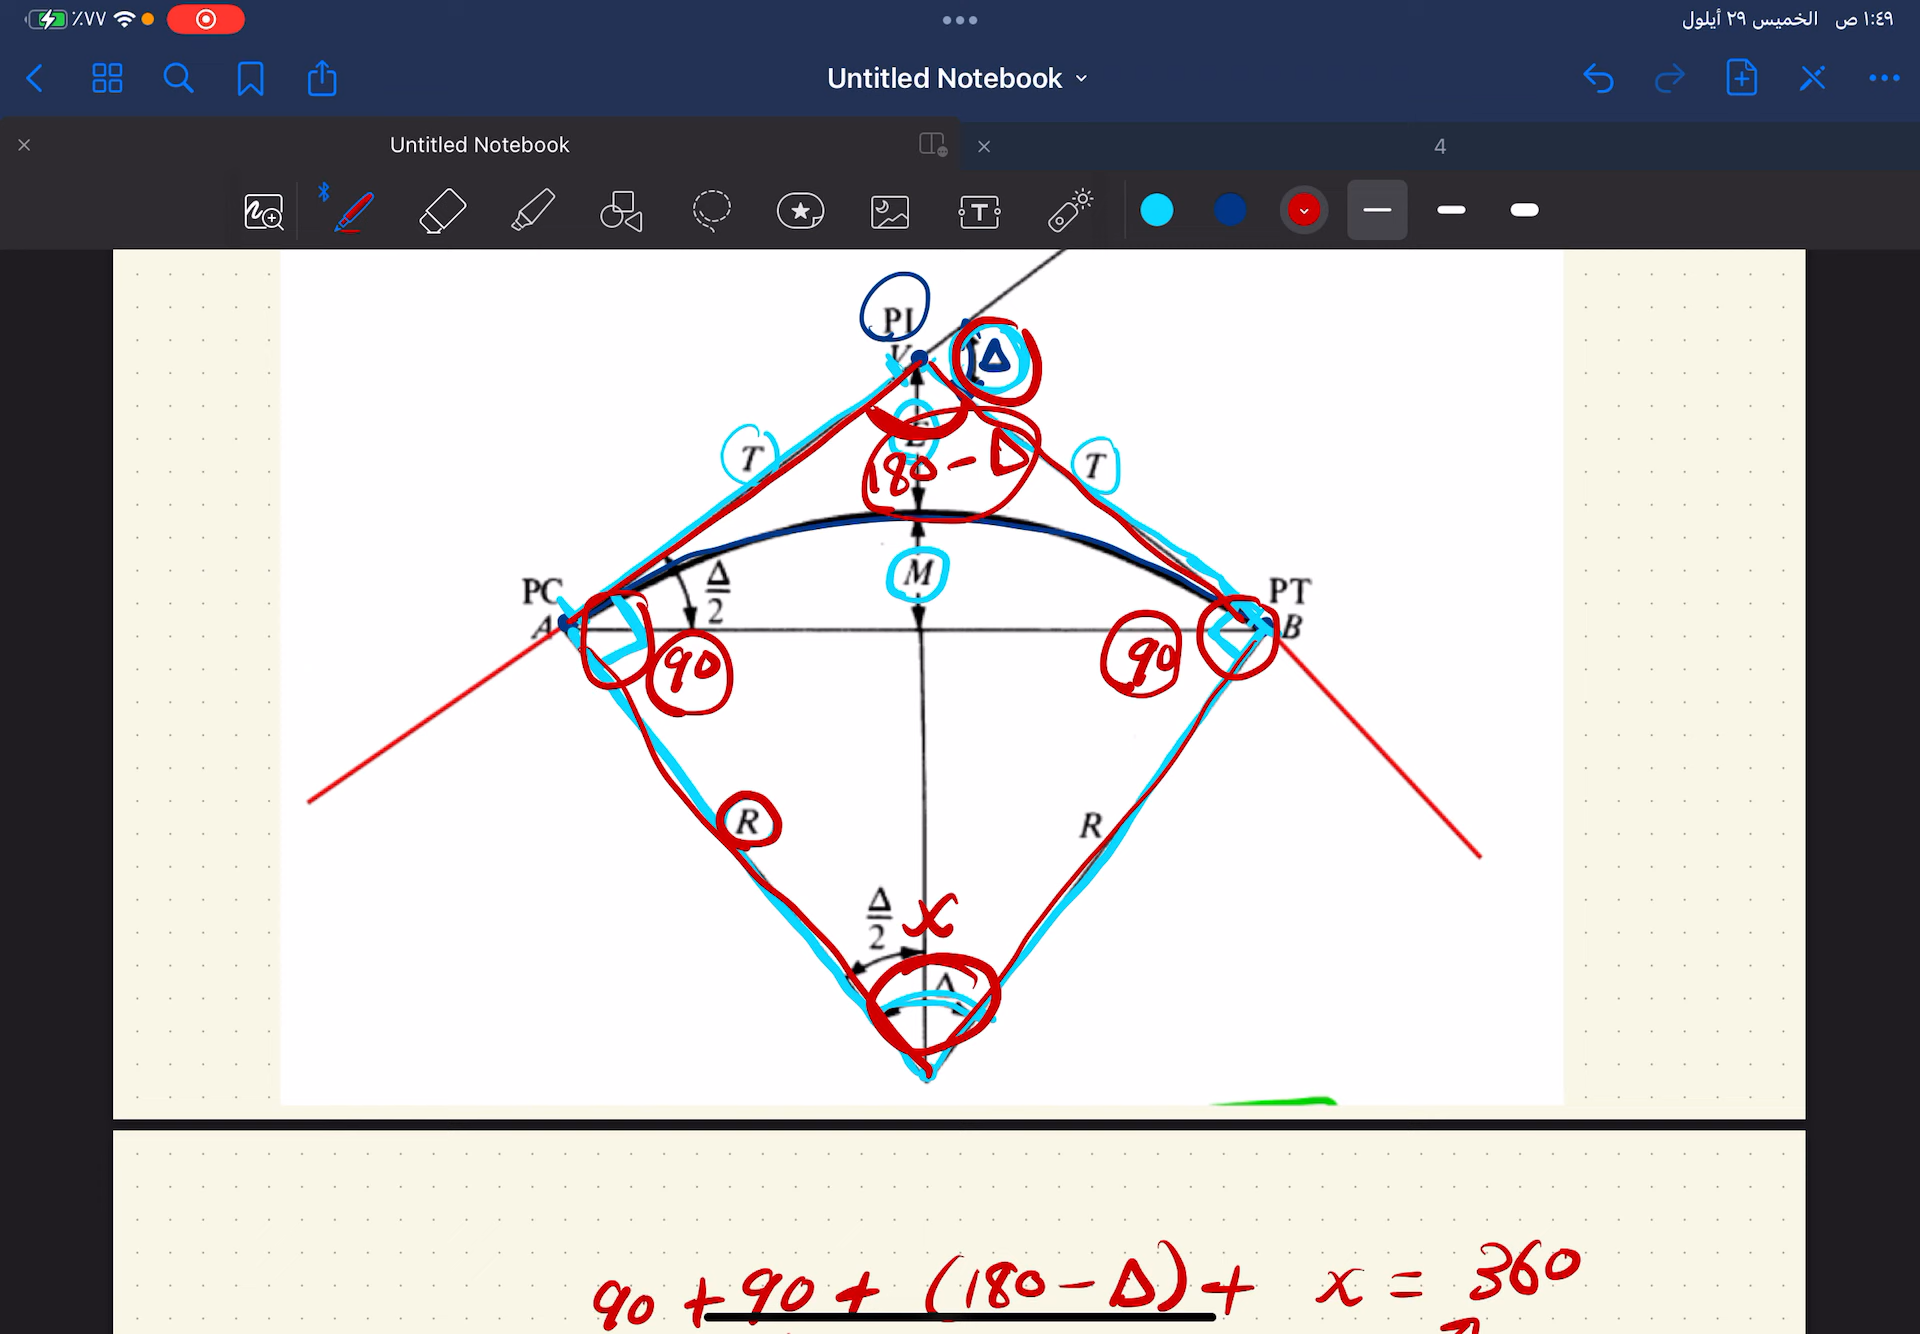 ٪٧٧
١:٤٩ ص الخميس ٢٩ أيلول
Untitled Notebook
Untitled Notebook
4
T
PI
V
Δ
T
E
T
180 - Δ
PC
A
Δ
2
M
PT
B
90
90
R
R
Δ
2
x
Δ
90 + 90 + (180 - Δ) + x = 360